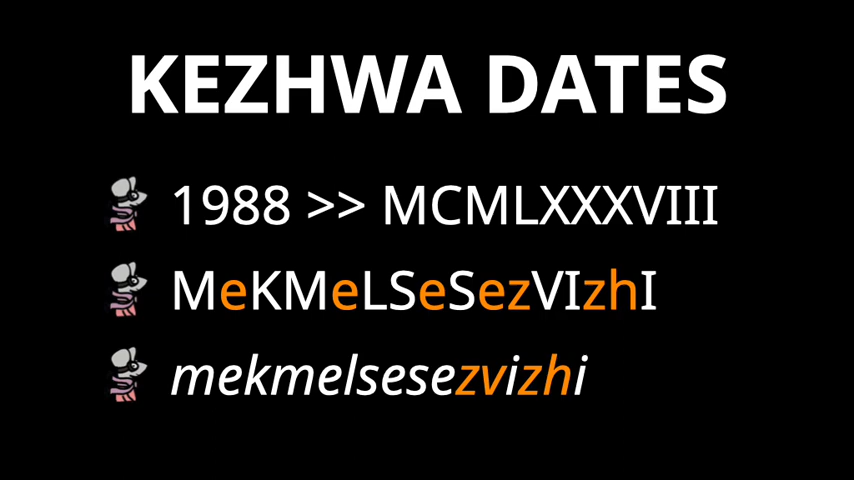 KEZHWA DATES
1988 >> MCMLXXXVIII
MeKMeLSeSezVIzhI
mekmelsesezvizhi